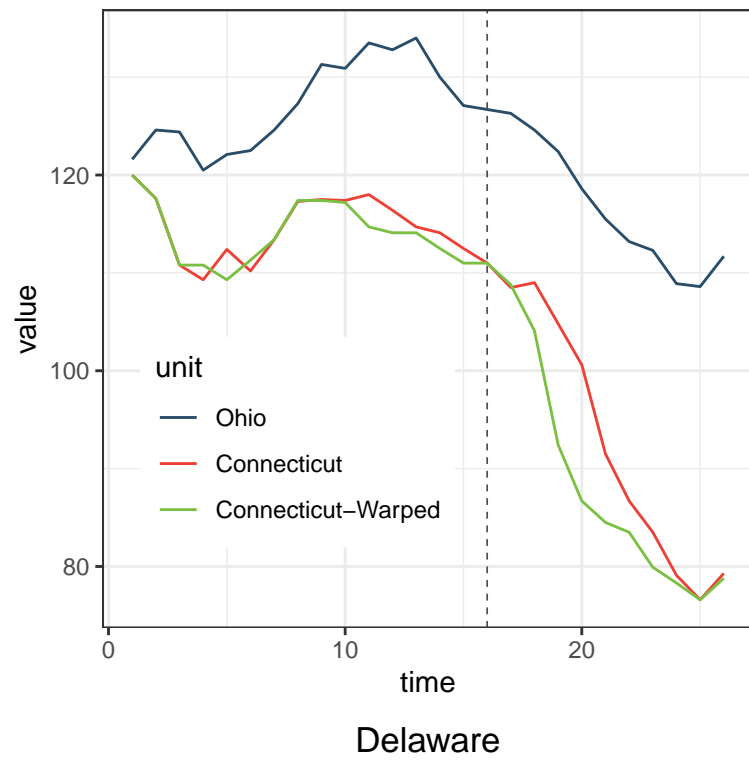 120
100
80
value
unit
Ohio
Connecticut
Connecticut−Warped
0 10 20
time
Delaware